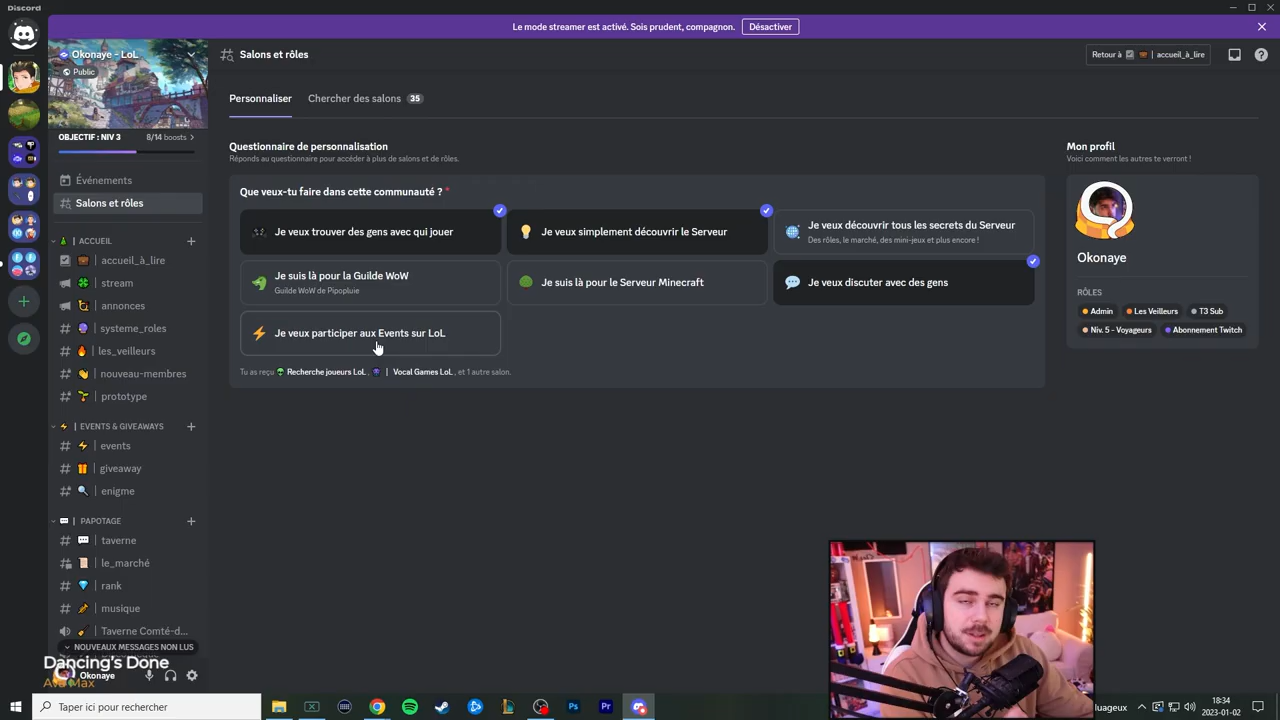 Discord
Le mode streamer est activé. Sois prudent, compagnon.
Désactiver
Okonaye - LoL
Public
OBJECTIF : NIV 3
8/14 boosts
Événements
Salons et rôles
ACCUEIL
accueil_à_lire
stream
annonces
systeme_roles
les_veilleurs
nouveau-membres
prototype
EVENTS & GIVEAWAYS
events
giveaway
enigme
PAPOTAGE
taverne
le_marché
rank
musique
Taverne Comté-d...
NOUVEAUX MESSAGES NON LUS
Dancing's Done
Ava Max
Okonaye
Salons et rôles
Retour à
accueil_à_lire
Personnaliser
Chercher des salons 35
Questionnaire de personnalisation
Réponds au questionnaire pour accéder à plus de salons et de rôles.
Que veux-tu faire dans cette communauté ? *
Je veux trouver des gens avec qui jouer
Je veux simplement découvrir le Serveur
Je veux découvrir tous les secrets du Serveur
Des rôles, le marché, des mini-jeux et plus encore !
Je suis là pour la Guilde WoW
Guilde WoW de Pipopluie
Je suis là pour le Serveur Minecraft
Je veux discuter avec des gens
Je veux participer aux Events sur LoL
Tu as reçu Recherche joueurs LoL, | Vocal Games LoL, et 1 autre salon.
Mon profil
Voici comment les autres te verront !
Okonaye
RÔLES
Admin
Les Veilleurs
T3 Sub
Niv. 5 - Voyageurs
Abonnement Twitch
Taper ici pour rechercher
Ps
Pr
luageux
18:34
2023-01-02